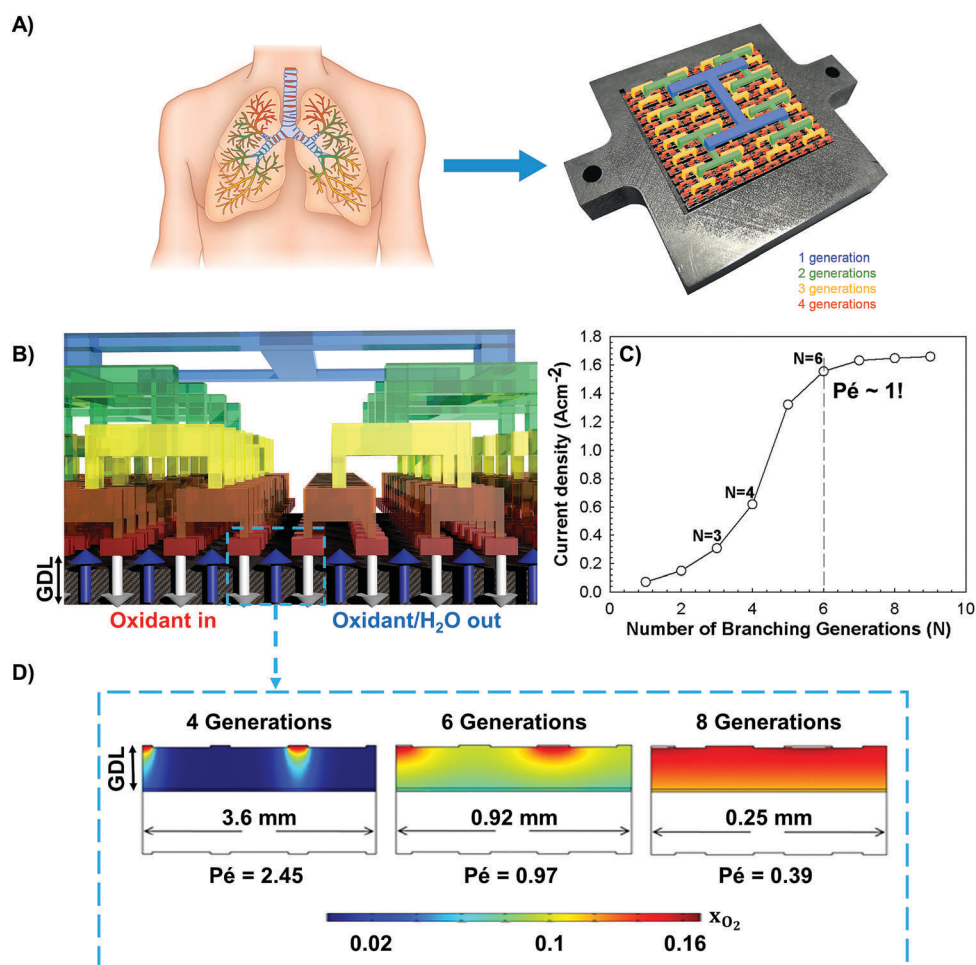 A)
1 generation
2 generations
3 generations
4 generations
B)
GDL
Oxidant in
Oxidant/H₂O out
C)
Current density (Acm⁻²)
1.8
1.6
1.4
1.2
1.0
0.8
0.6
0.4
0.2
0.0
N=3
N=4
N=6
Pé ~ 1!
0 2 4 6 8 10
Number of Branching Generations (N)
D)
4 Generations 6 Generations 8 Generations
GDL
3.6 mm 0.92 mm 0.25 mm
Pé = 2.45 Pé = 0.97 Pé = 0.39
x_O₂
0.02 0.1 0.16